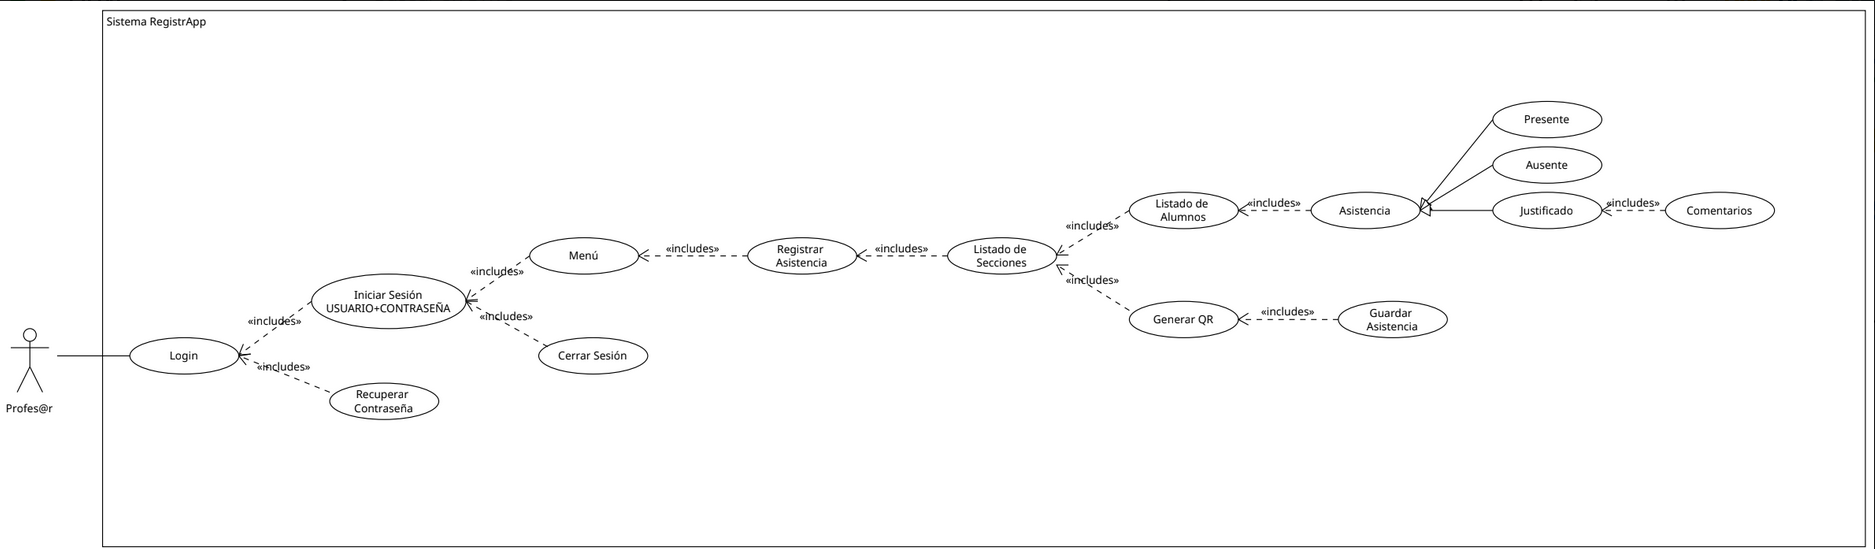 Sistema RegistrApp
Profes@r
Login
«includes»
«includes»
Iniciar Sesión
USUARIO+CONTRASEÑA
Recuperar
Contraseña
«includes»
«includes»
Menú
Cerrar Sesión
«includes»
Registrar
Asistencia
«includes»
Listado de
Secciones
«includes»
«includes»
Listado de
Alumnos
«includes»
Asistencia
Presente
Ausente
Justificado
«includes»
Comentarios
Generar QR
«includes»
Guardar
Asistencia